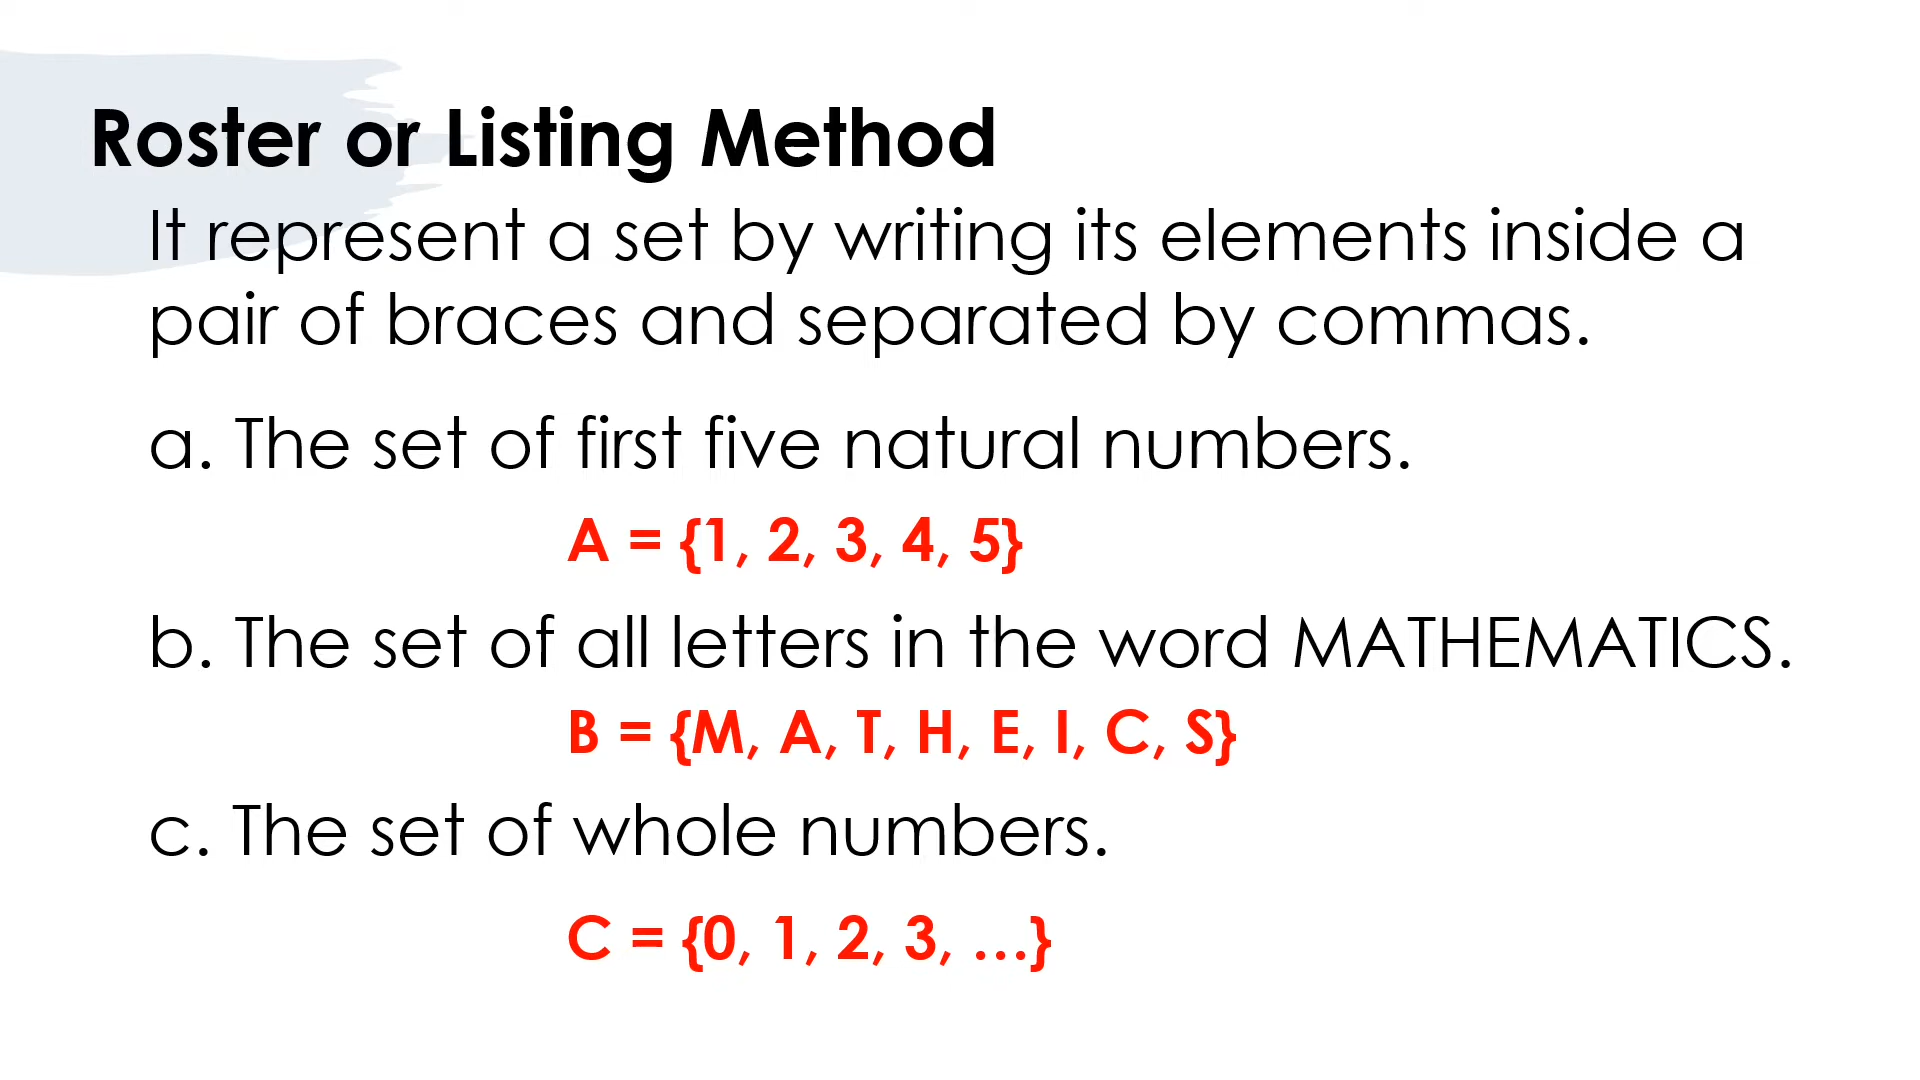 Roster or Listing Method
It represent a set by writing its elements inside a
pair of braces and separated by commas.
a. The set of first five natural numbers.
A = {1, 2, 3, 4, 5}
b. The set of all letters in the word MATHEMATICS.
B = {M, A, T, H, E, I, C, S}
c. The set of whole numbers.
C = {0, 1, 2, 3, …}